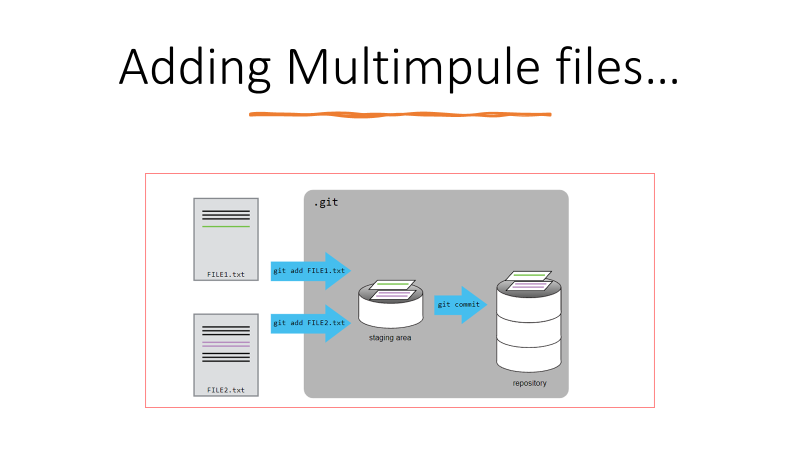 Adding Multimpule files...
.git
FILE1.txt
git add FILE1.txt
git add FILE2.txt
git commit
staging area
repository
FILE2.txt